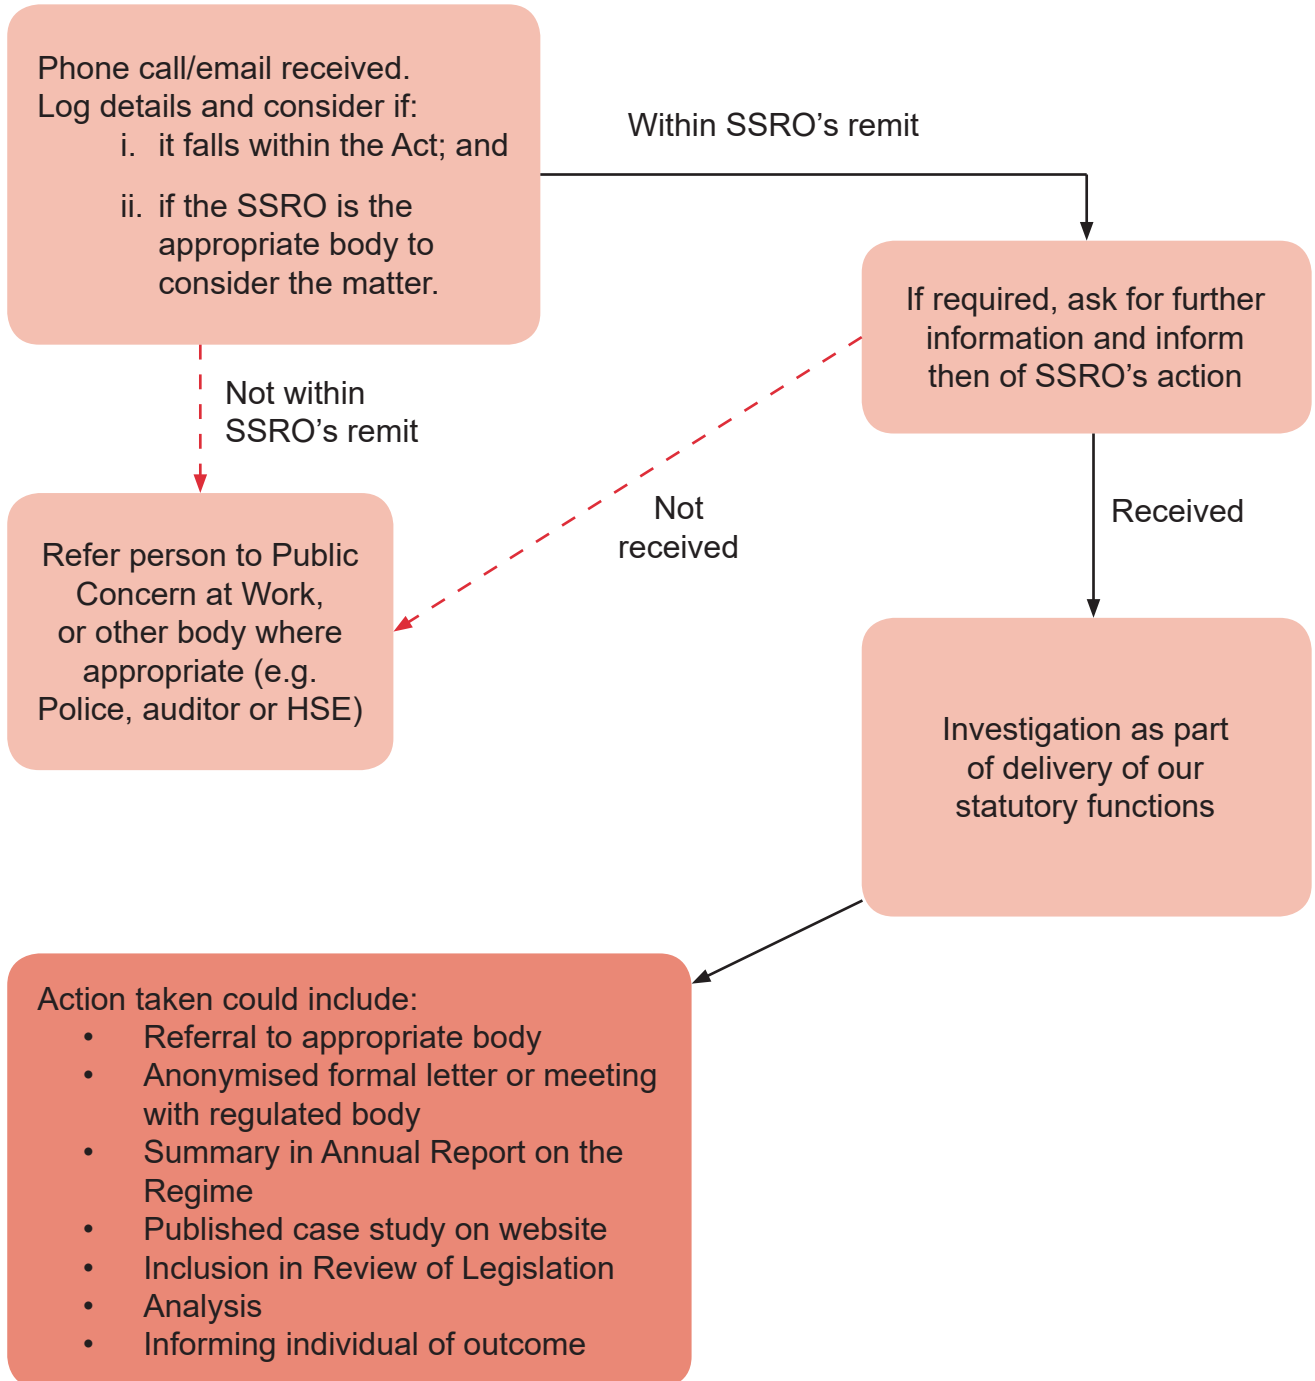 Phone call/email received.
Log details and consider if:
i. it falls within the Act; and
ii. if the SSRO is the
appropriate body to
consider the matter.
Within SSRO’s remit
If required, ask for further
information and inform
then of SSRO’s action
Not within
SSRO’s remit
Not
received
Received
Refer person to Public
Concern at Work,
or other body where
appropriate (e.g.
Police, auditor or HSE)
Investigation as part
of delivery of our
statutory functions
Action taken could include:
• Referral to appropriate body
• Anonymised formal letter or meeting
with regulated body
• Summary in Annual Report on the
Regime
• Published case study on website
• Inclusion in Review of Legislation
• Analysis
• Informing individual of outcome